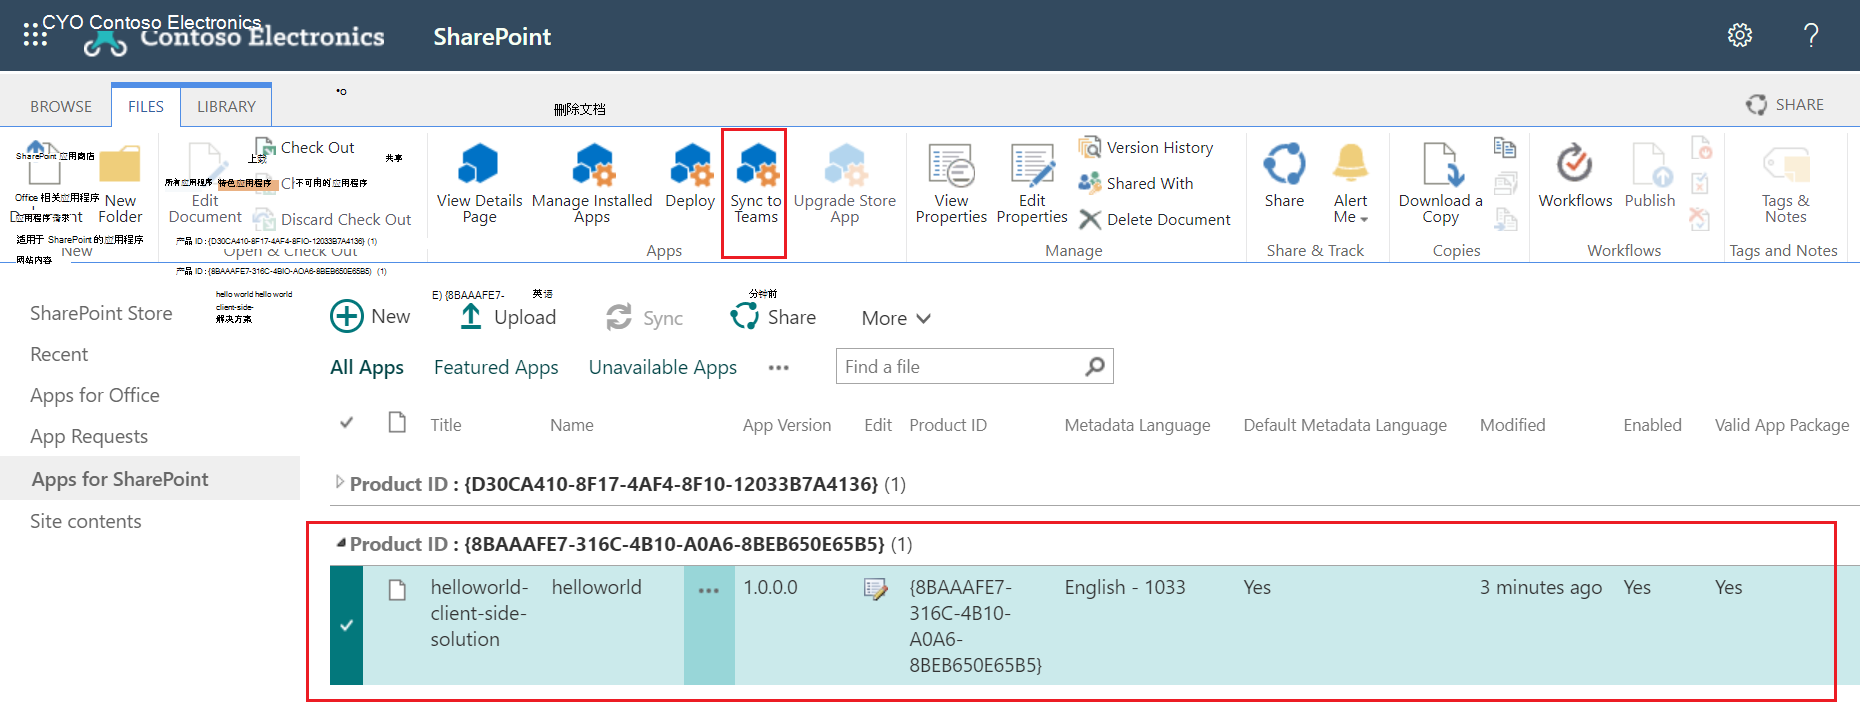 CYO Contoso Electronics
Contoso Electronics
SharePoint
BROWSE
FILES
LIBRARY
•O
删除文档
SHARE
SharePoint 应用商店
New Folder
Office 相关应用程序
应用程序请求
适用于 SharePoint 的应用程序
网站内容
New
Edit Document
上载
共享
Check Out
所有应用程序 特色应用程序 不可用的应用程序
Discard Check Out
产品 ID : {D30CA410-8F17-4AF4-8FIO-12033B7A4136} (1)
Open & Check Out
产品 ID : {8BAAAFE7-316C-4BIO-AOA6-8BEB650E65B5} (1)
View Details Page
Manage Installed Apps
Deploy
Sync to Teams
Upgrade Store App
Apps
View Properties
Edit Properties
Version History
Shared With
Delete Document
Manage
Share
Alert Me
Share & Track
Download a Copy
Copies
Workflows
Publish
Workflows
Tags & Notes
Tags and Notes
hello world hello world
client-side-
解决方案
E) {8BAAAFE7-
英语
分钟前
SharePoint Store
Recent
Apps for Office
App Requests
Apps for SharePoint
Site contents
New
Upload
Sync
Share
More
All Apps
Featured Apps
Unavailable Apps
•••
Find a file
Title
Name
App Version
Edit
Product ID
Metadata Language
Default Metadata Language
Modified
Enabled
Valid App Package
Product ID : {D30CA410-8F17-4AF4-8F10-12033B7A4136} (1)
Product ID : {8BAAAFE7-316C-4B10-A0A6-8BEB650E65B5} (1)
helloworld-
client-side-
solution
helloworld
•••
1.0.0.0
{8BAAAFE7-
316C-4B10-
A0A6-
8BEB650E65B5}
English - 1033
Yes
3 minutes ago
Yes
Yes